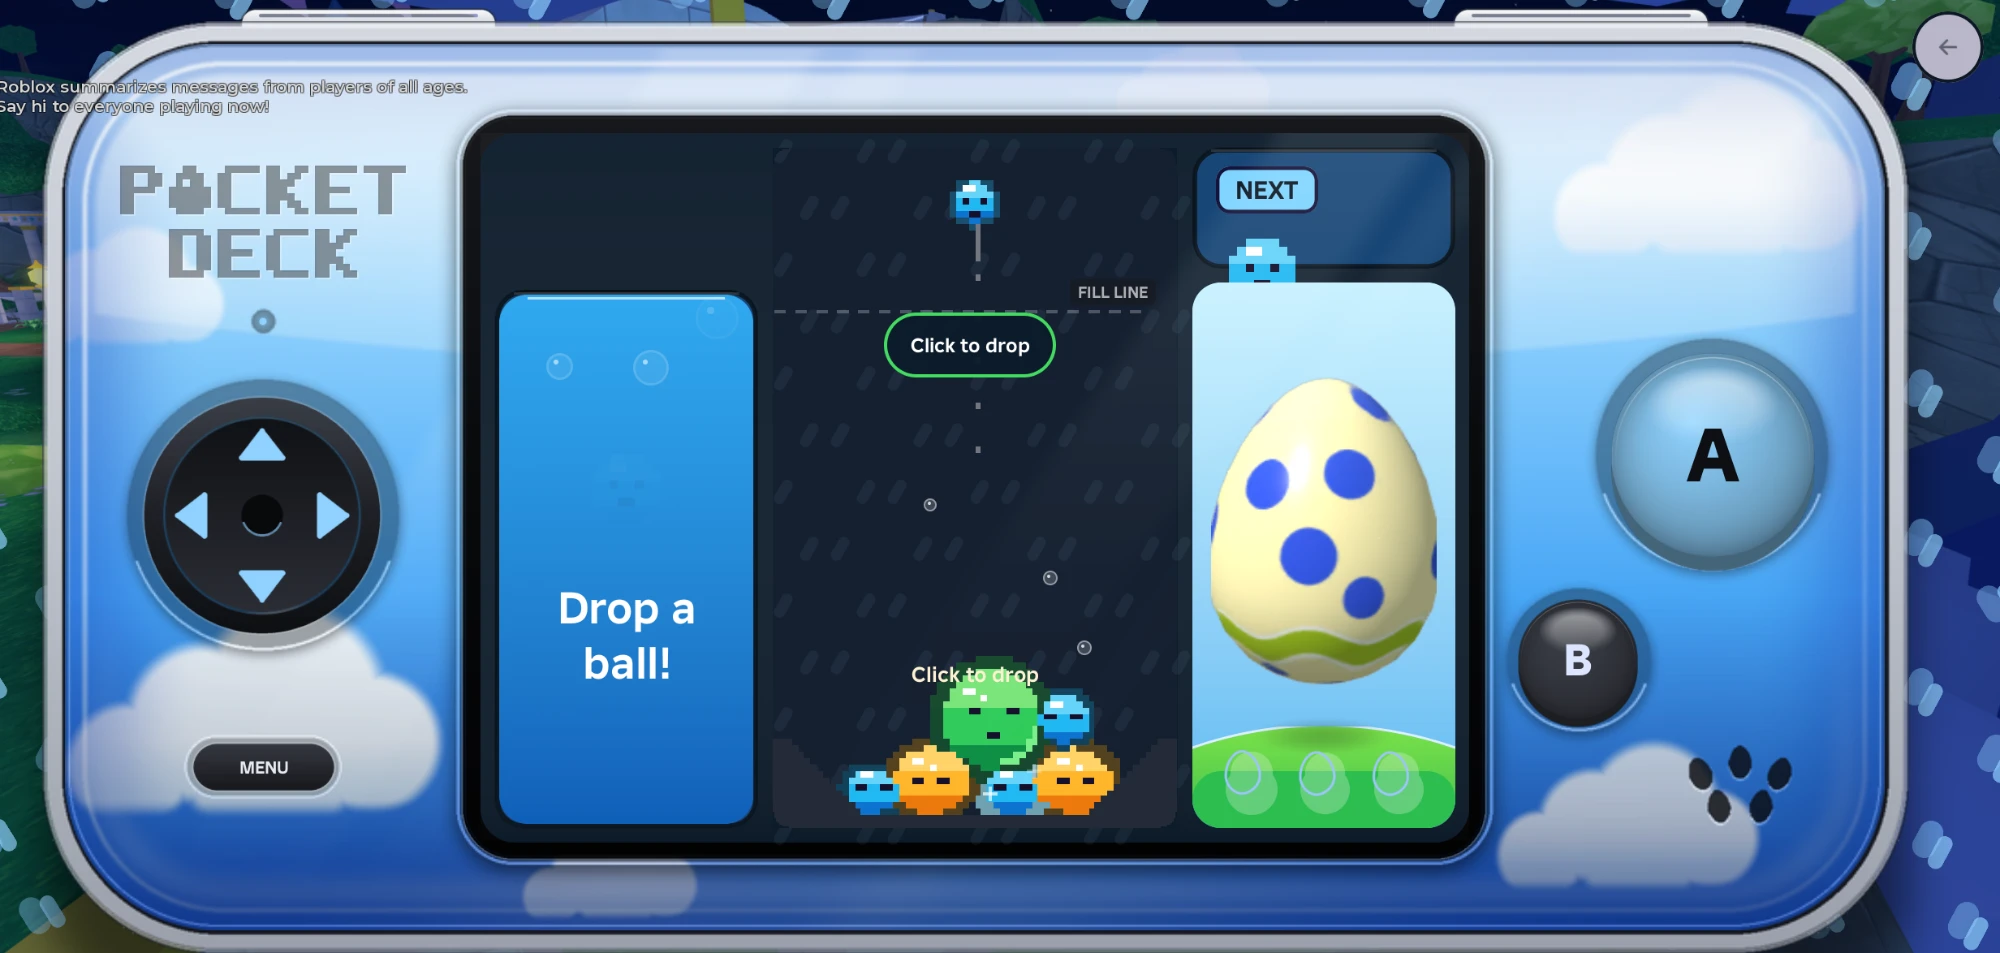 Roblox summarizes messages from players of all ages.
Say hi to everyone playing now!
POCKET
DECK
NEXT
FILL LINE
Click to drop
Drop a
ball!
Click to drop
A
B
MENU